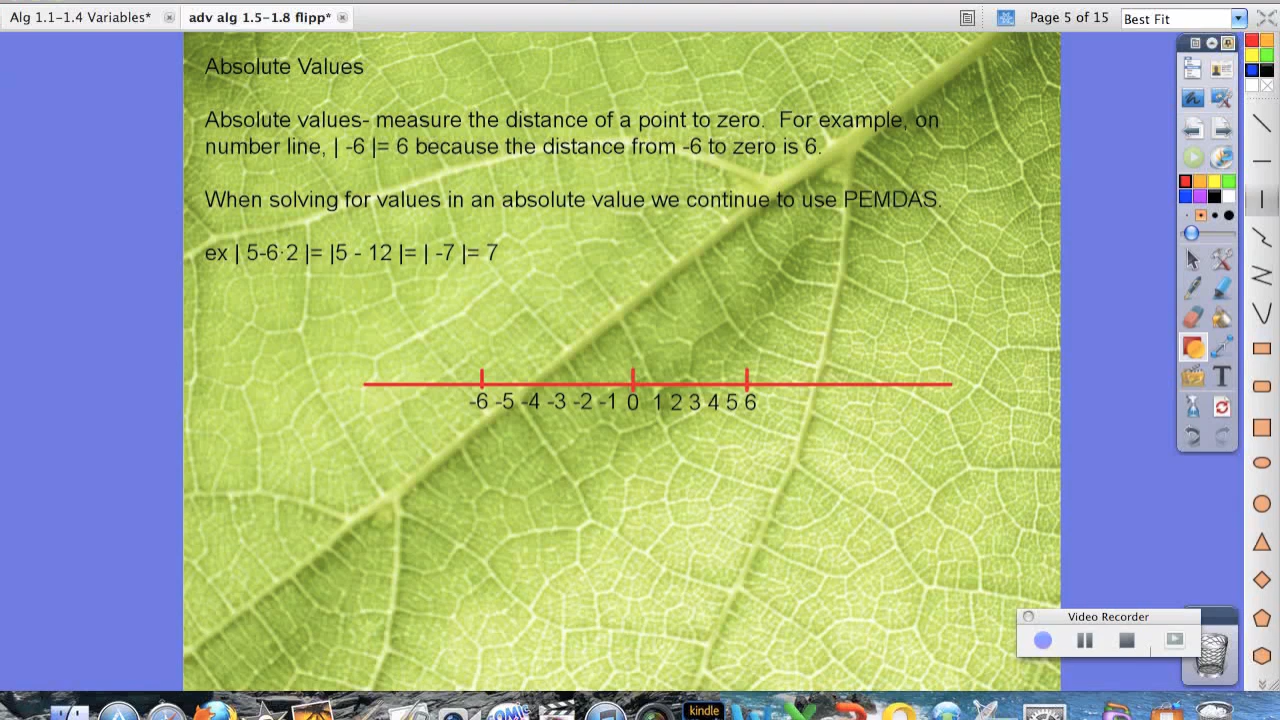 Alg 1.1-1.4 Variables*
adv alg 1.5-1.8 flipp*
Page 5 of 15
Best Fit
Absolute Values
Absolute values- measure the distance of a point to zero. For example, on
number line, | -6 |= 6 because the distance from -6 to zero is 6.
When solving for values in an absolute value we continue to use PEMDAS.
ex | 5-6·2 |= |5 - 12 |= | -7 |= 7
-6 -5 -4 -3 -2 -1 0 1 2 3 4 5 6
T
Video Recorder
COMIC
kindle